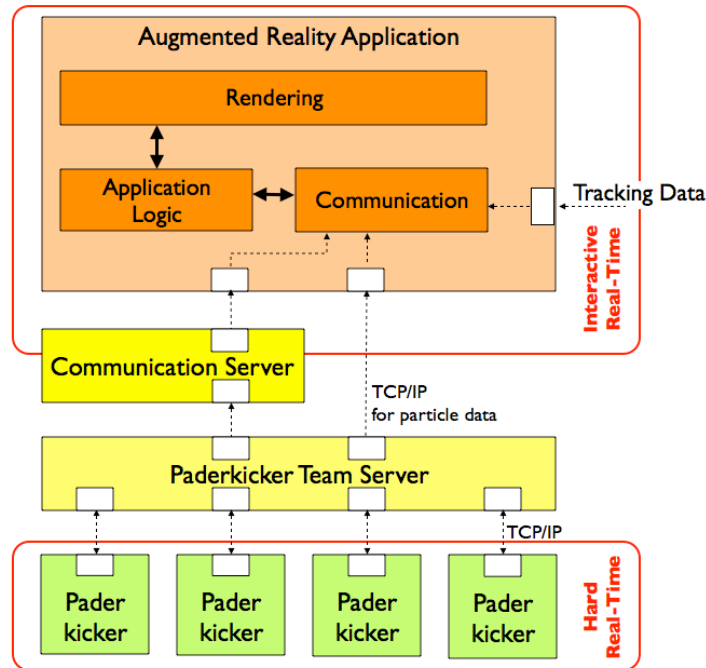 Augmented Reality Application
Rendering
Application
Logic
Communication
Tracking Data
Interactive
Real-Time
Communication Server
TCP/IP
for particle data
Paderkicker Team Server
TCP/IP
Pader
kicker
Pader
kicker
Pader
kicker
Pader
kicker
Hard
Real-Time